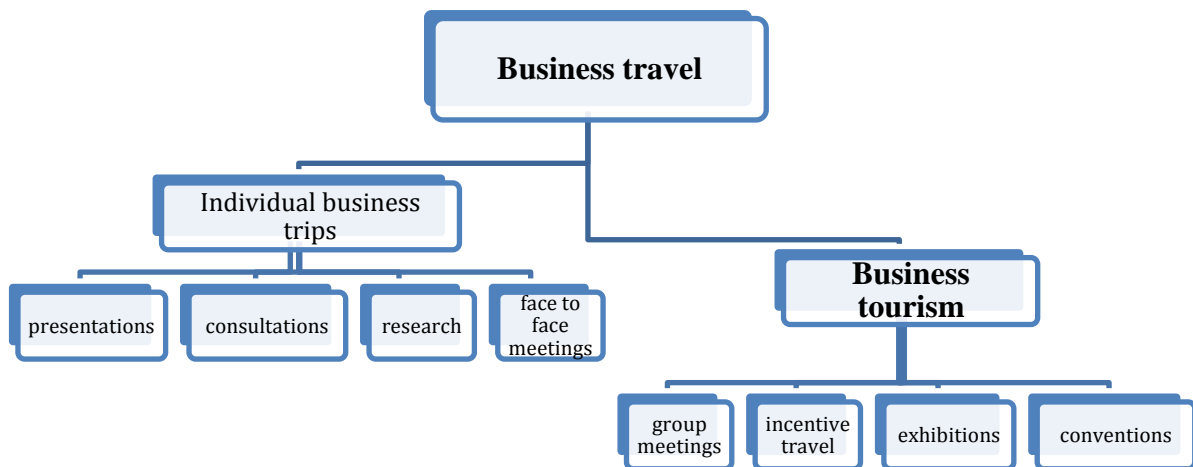 Business travel
Individual business
trips
presentations
consultations
research
face to
face
meetings
Business
tourism
group
meetings
incentive
travel
exhibitions
conventions